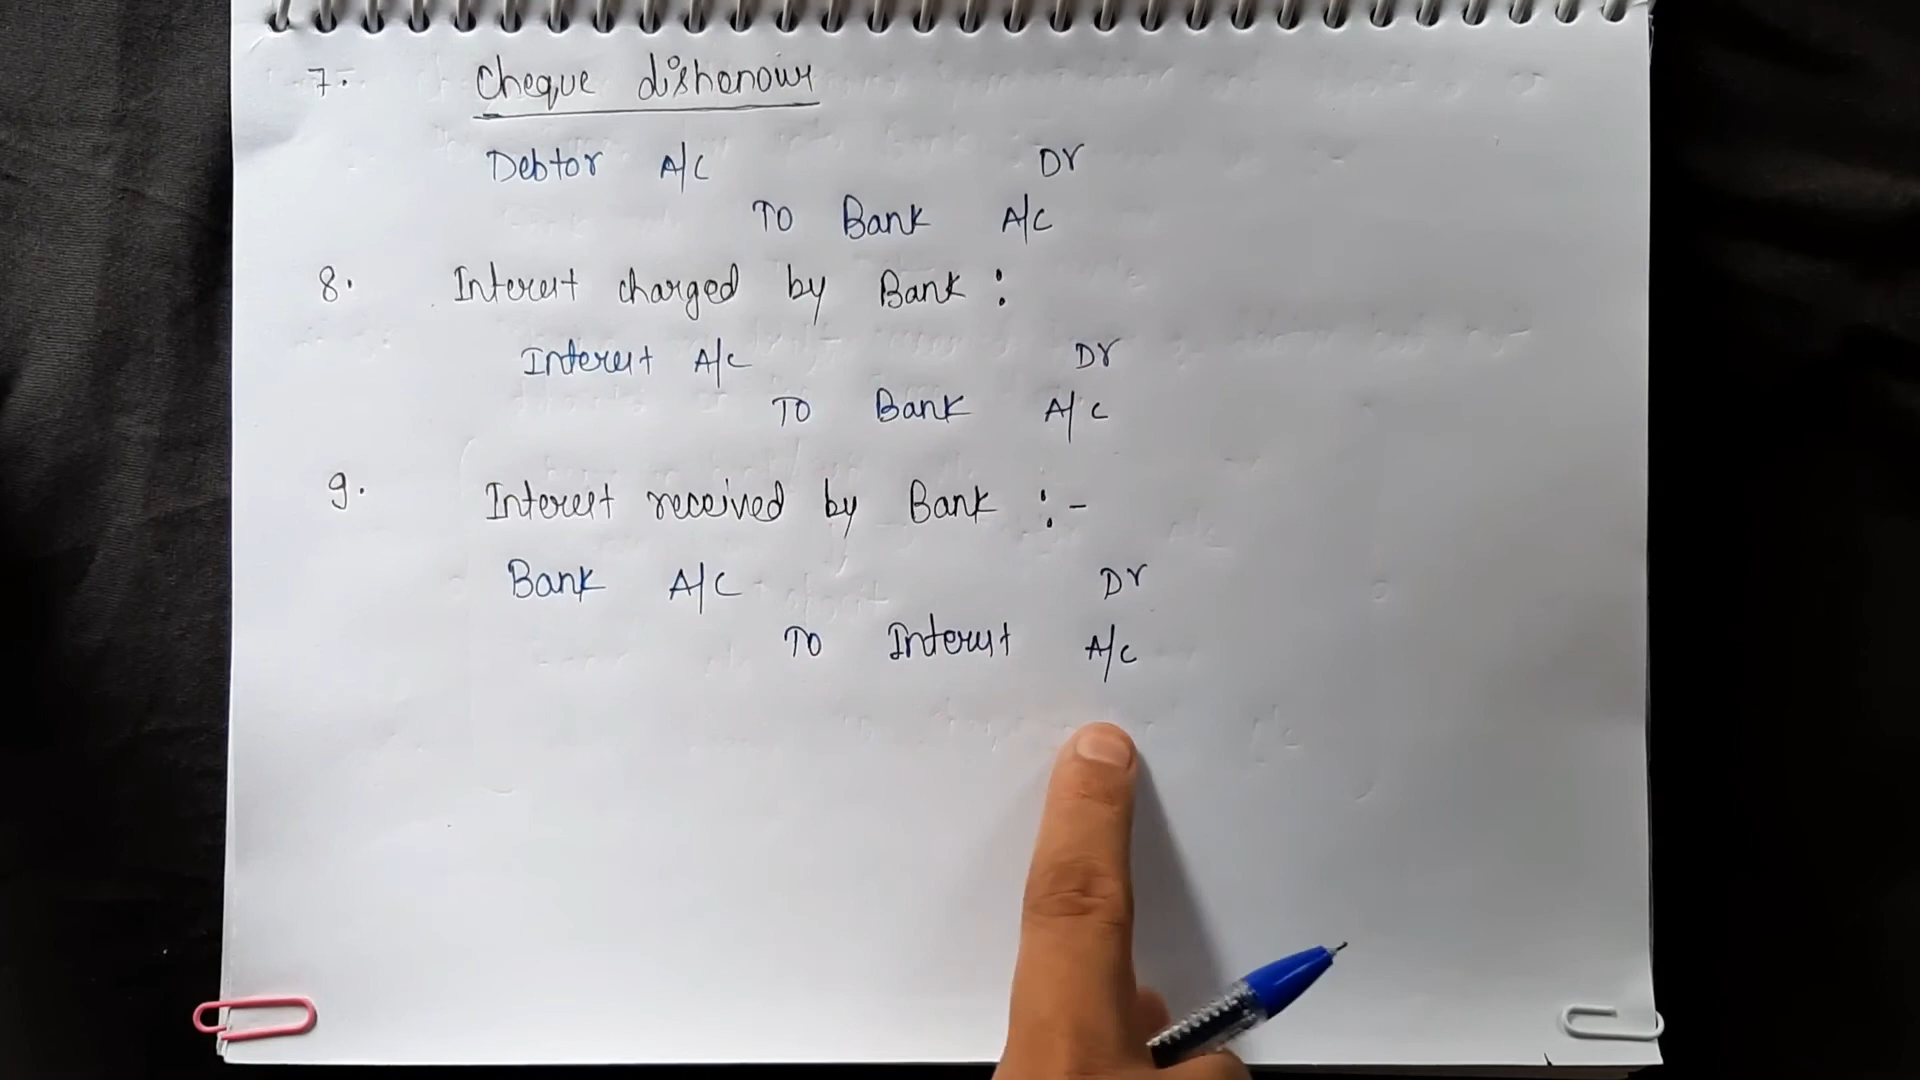 7. Cheque dishonour
Debtor A/C Dr
To Bank A/C
8. Interest charged by Bank :
Interest A/C Dr
To Bank A/C
9. Interest received by Bank :-
Bank A/C Dr
To Interest A/C